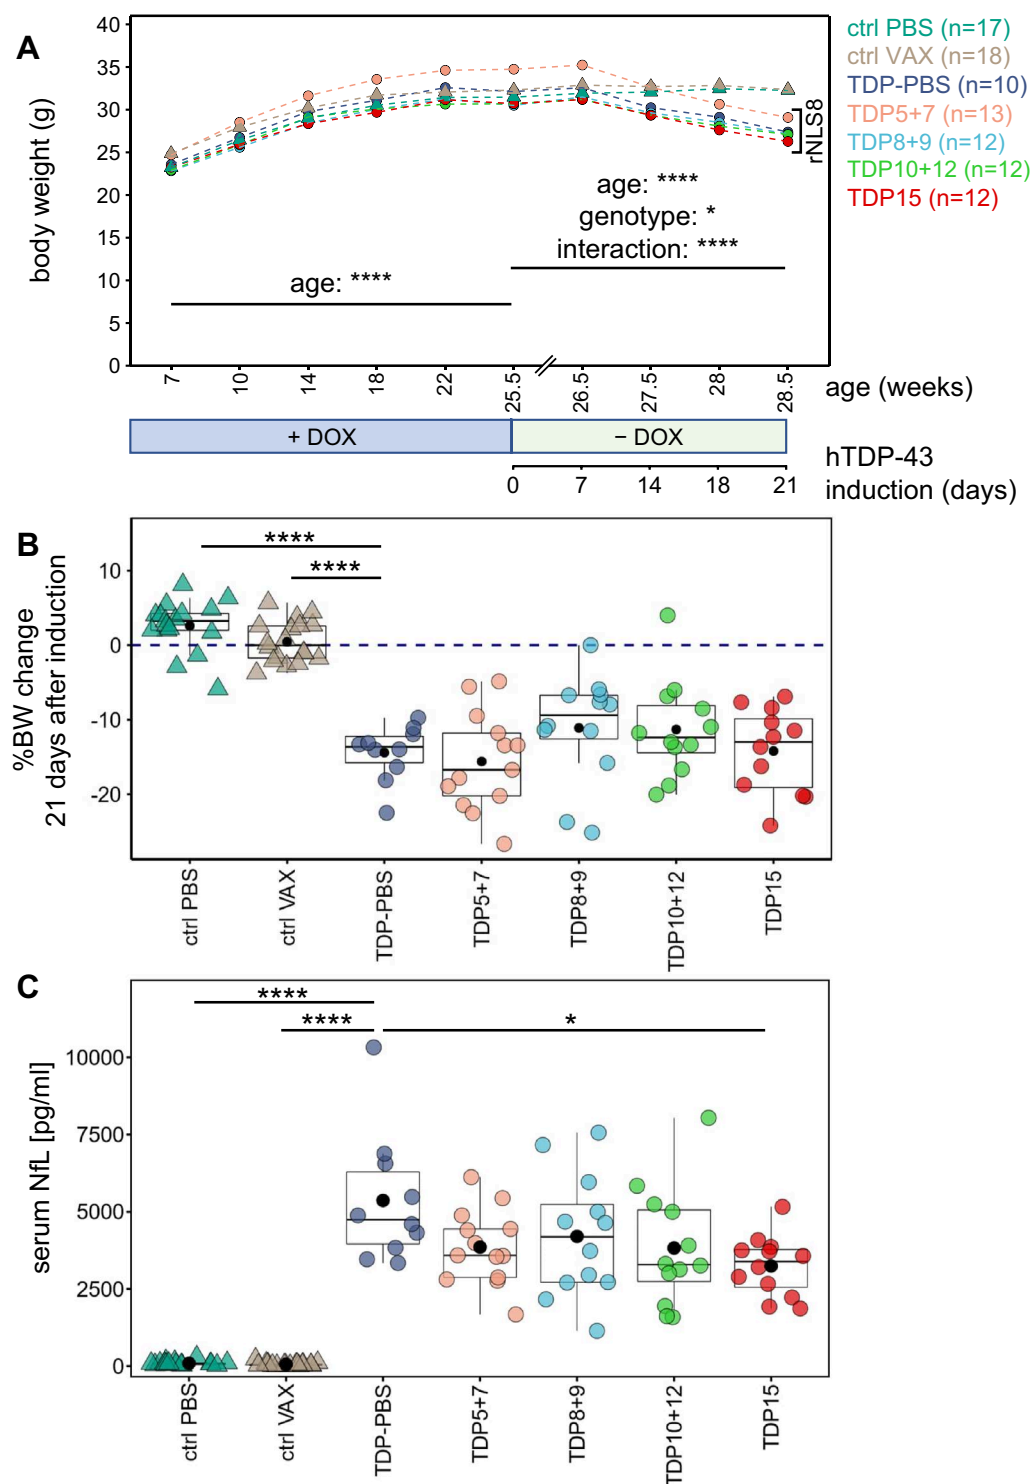 A
body weight (g)
40
35
30
25
20
15
10
5
0
ctrl PBS (n=17)
ctrl VAX (n=18)
TDP-PBS (n=10)
TDP5+7 (n=13)
TDP8+9 (n=12)
TDP10+12 (n=12)
TDP15 (n=12)
rNLS8
age: ****
genotype: *
interaction: ****
age: ****
7
10
14
18
22
25.5
26.5
27.5
28
28.5
age (weeks)
+ DOX
− DOX
0
7
14
18
21
hTDP-43
induction (days)
B
%BW change
21 days after induction
10
0
-10
-20
****
****
ctrl PBS
ctrl VAX
TDP-PBS
TDP5+7
TDP8+9
TDP10+12
TDP15
C
serum NfL [pg/ml]
10000
7500
5000
2500
0
****
****
*
ctrl PBS
ctrl VAX
TDP-PBS
TDP5+7
TDP8+9
TDP10+12
TDP15